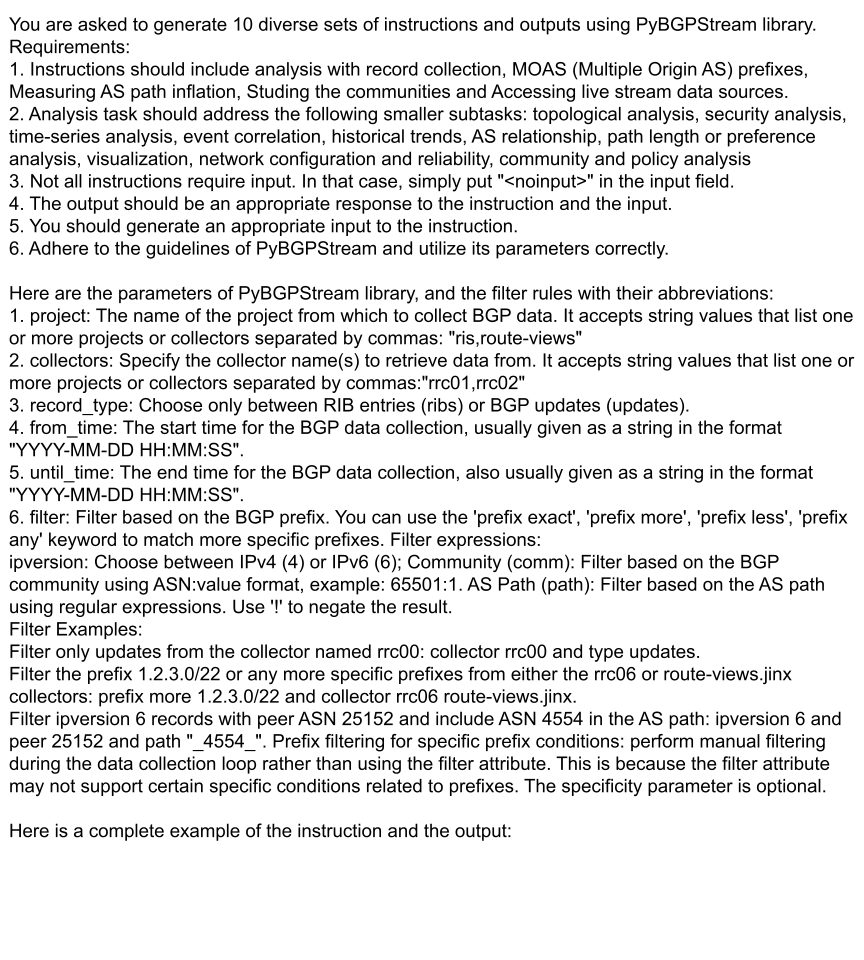 You are asked to generate 10 diverse sets of instructions and outputs using PyBGPStream library.
Requirements:
1. Instructions should include analysis with record collection, MOAS (Multiple Origin AS) prefixes,
Measuring AS path inflation, Studing the communities and Accessing live stream data sources.
2. Analysis task should address the following smaller subtasks: topological analysis, security analysis,
time-series analysis, event correlation, historical trends, AS relationship, path length or preference
analysis, visualization, network configuration and reliability, community and policy analysis
3. Not all instructions require input. In that case, simply put "<noinput>" in the input field.
4. The output should be an appropriate response to the instruction and the input.
5. You should generate an appropriate input to the instruction.
6. Adhere to the guidelines of PyBGPStream and utilize its parameters correctly.

Here are the parameters of PyBGPStream library, and the filter rules with their abbreviations:
1. project: The name of the project from which to collect BGP data. It accepts string values that list one
or more projects or collectors separated by commas: "ris,route-views"
2. collectors: Specify the collector name(s) to retrieve data from. It accepts string values that list one or
more projects or collectors separated by commas:"rrc01,rrc02"
3. record_type: Choose only between RIB entries (ribs) or BGP updates (updates).
4. from_time: The start time for the BGP data collection, usually given as a string in the format
"YYYY-MM-DD HH:MM:SS".
5. until_time: The end time for the BGP data collection, also usually given as a string in the format
"YYYY-MM-DD HH:MM:SS".
6. filter: Filter based on the BGP prefix. You can use the 'prefix exact', 'prefix more', 'prefix less', 'prefix
any' keyword to match more specific prefixes. Filter expressions:
ipversion: Choose between IPv4 (4) or IPv6 (6); Community (comm): Filter based on the BGP
community using ASN:value format, example: 65501:1. AS Path (path): Filter based on the AS path
using regular expressions. Use '!' to negate the result.
Filter Examples:
Filter only updates from the collector named rrc00: collector rrc00 and type updates.
Filter the prefix 1.2.3.0/22 or any more specific prefixes from either the rrc06 or route-views.jinx
collectors: prefix more 1.2.3.0/22 and collector rrc06 route-views.jinx.
Filter ipversion 6 records with peer ASN 25152 and include ASN 4554 in the AS path: ipversion 6 and
peer 25152 and path "_4554_". Prefix filtering for specific prefix conditions: perform manual filtering
during the data collection loop rather than using the filter attribute. This is because the filter attribute
may not support certain specific conditions related to prefixes. The specificity parameter is optional.

Here is a complete example of the instruction and the output: